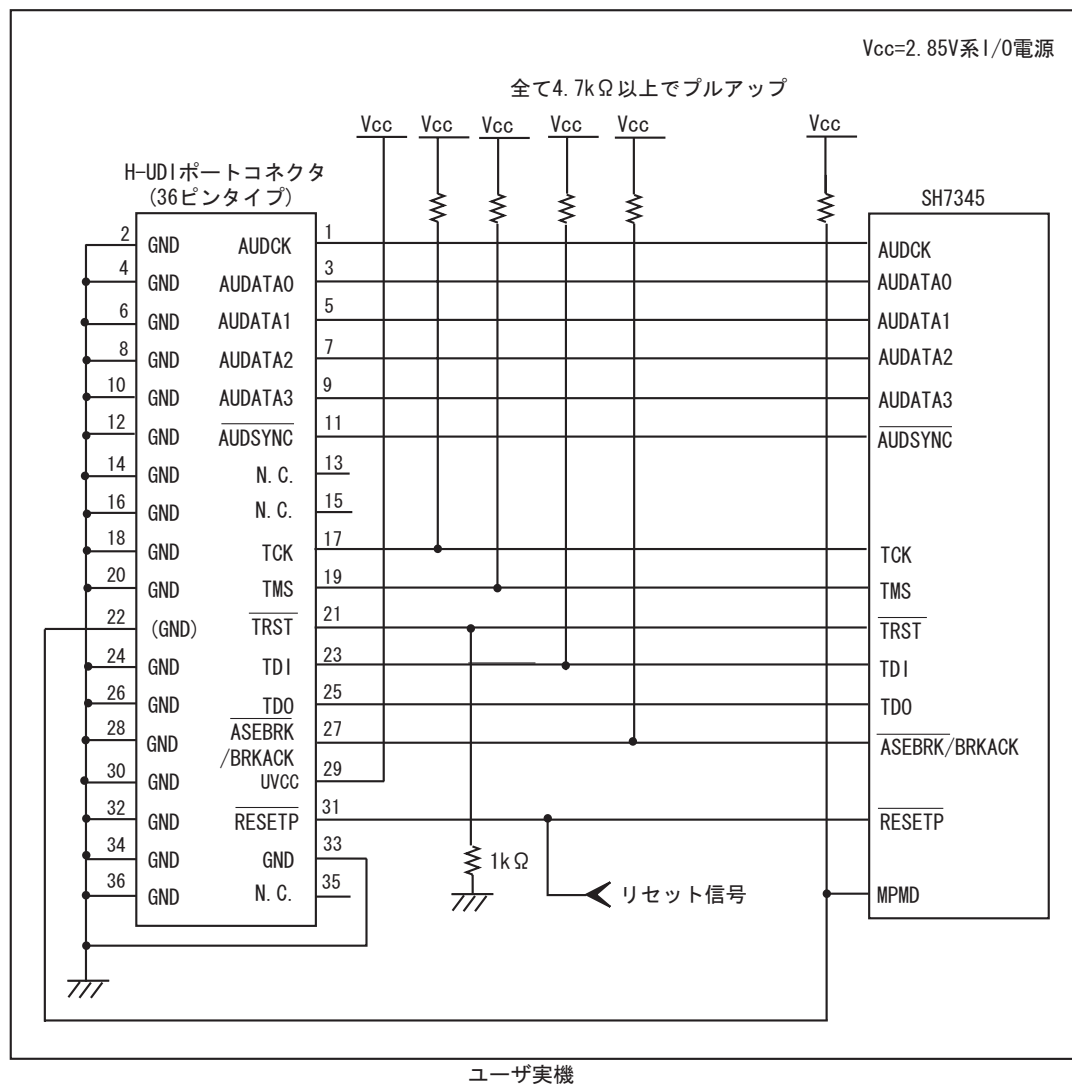 Vcc=2.85V系I/O電源
全て4.7kΩ以上でプルアップ
Vcc Vcc Vcc Vcc Vcc Vcc
H-UDIポートコネクタ
(36ピンタイプ)
SH7345
2 GND AUDCK 1 AUDCK
4 GND AUDATA0 3 AUDATA0
6 GND AUDATA1 5 AUDATA1
8 GND AUDATA2 7 AUDATA2
10 GND AUDATA3 9 AUDATA3
12 GND AUDSYNC 11 AUDSYNC
14 GND N.C. 13
16 GND N.C. 15
18 GND TCK 17 TCK
20 GND TMS 19 TMS
22 (GND) TRST 21 TRST
24 GND TDI 23 TDI
26 GND TDO 25 TDO
28 GND ASEBRK 27 ASEBRK/BRKACK
/BRKACK
30 GND UVCC 29
32 GND RESETP 31 RESETP
34 GND GND 33
1kΩ
36 GND N.C. 35
リセット信号
MPMD
ユーザ実機